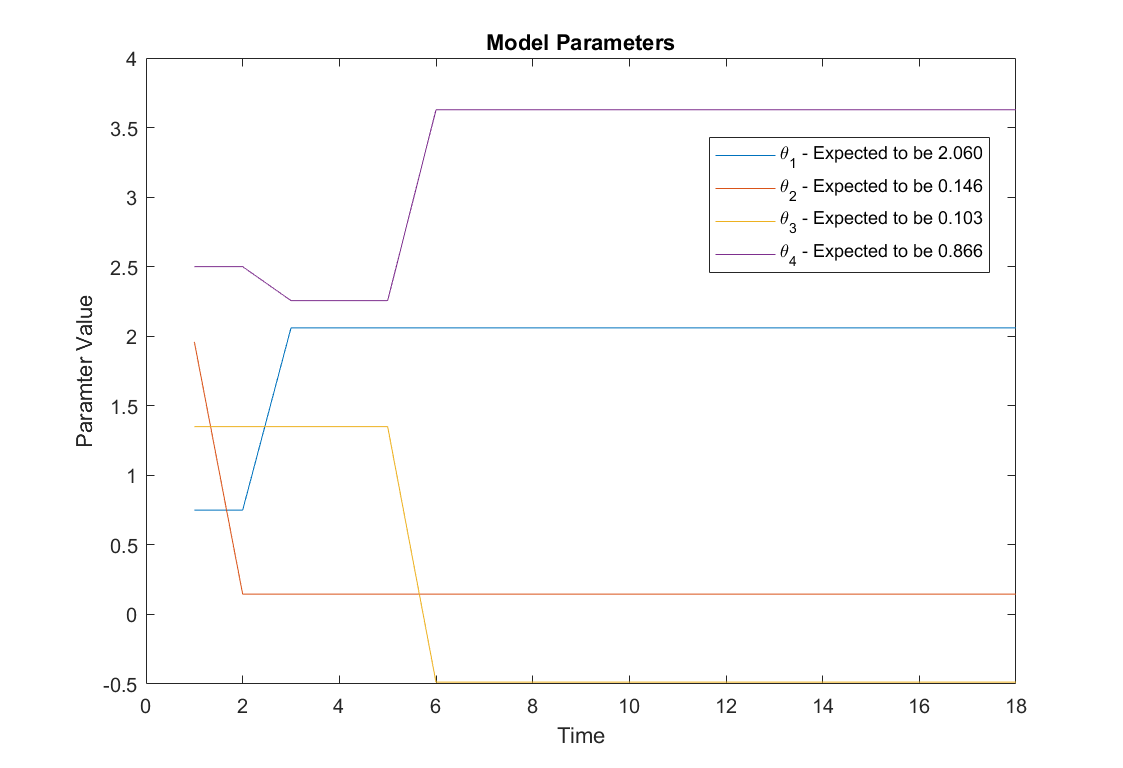 Model Parameters
4
3.5
3
2.5
2
1.5
1
0.5
0
-0.5
Paramter Value
θ1 - Expected to be 2.060
θ2 - Expected to be 0.146
θ3 - Expected to be 0.103
θ4 - Expected to be 0.866
0 2 4 6 8 10 12 14 16 18
Time